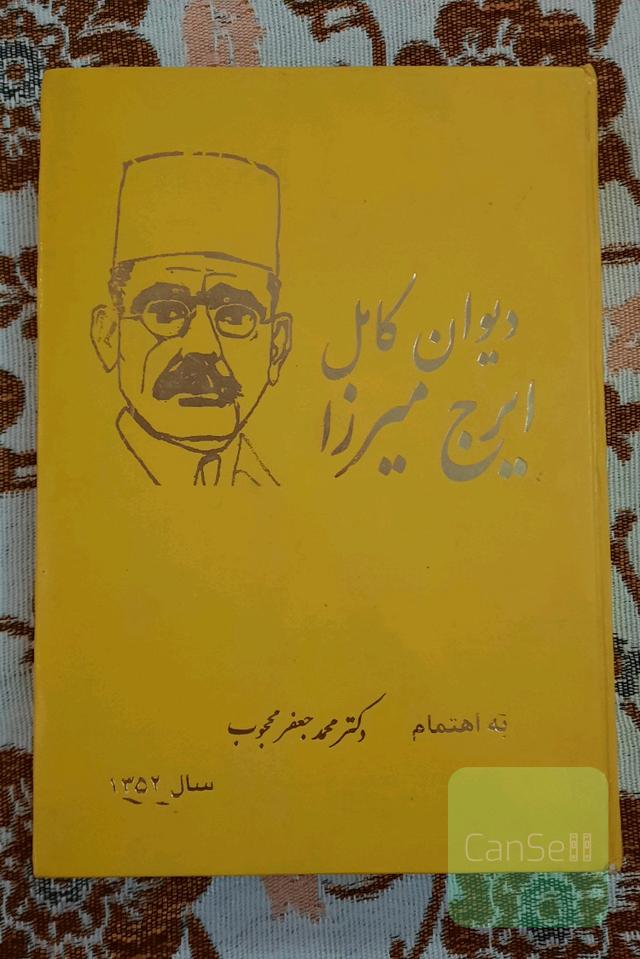 دیوان کامل
ایرج میرزا
به اهتمام دکتر محمد جعفر محجوب
سال ۱۳۵۲
CanSell